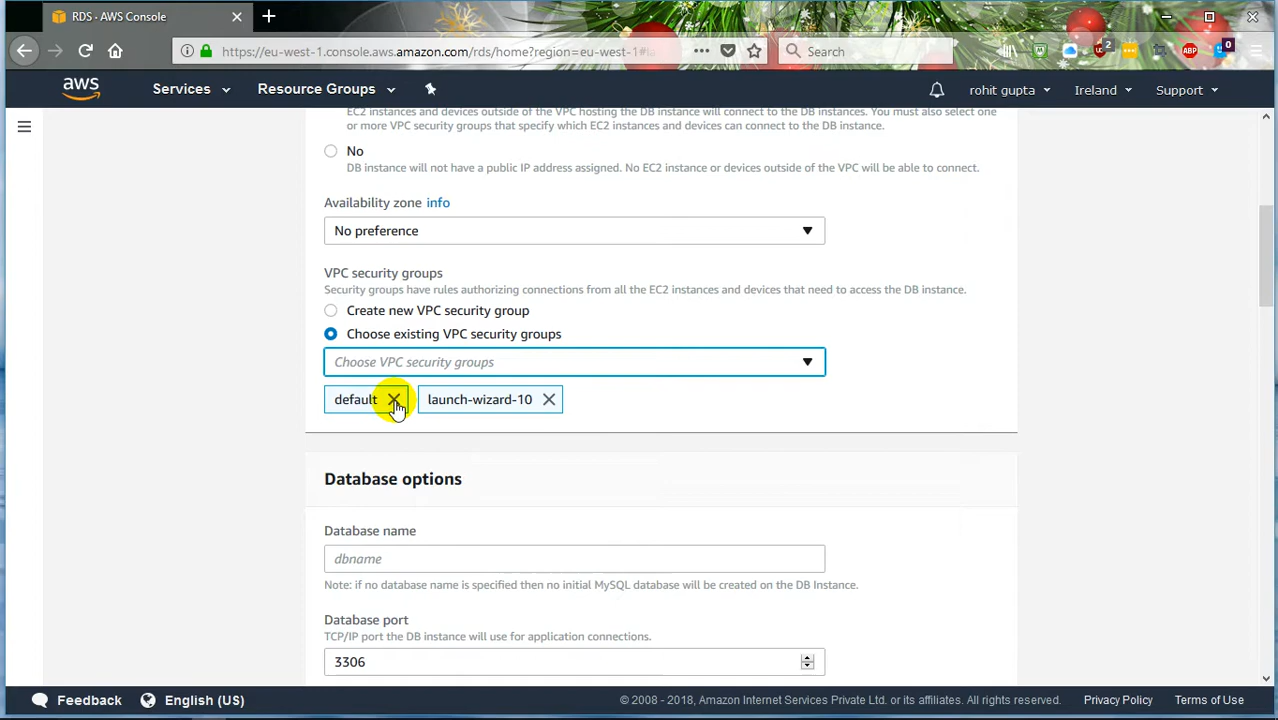 RDS - AWS Console
https://eu-west-1.console.aws.amazon.com/rds/home?region=eu-west-1#
Search
2
ABP
0
aws
Services
Resource Groups
rohit gupta
Ireland
Support
EC2 instances and devices outside of the VPC hosting the DB instance will connect to the DB instances. You must also select one
or more VPC security groups that specify which EC2 instances and devices can connect to the DB instance.
No
DB instance will not have a public IP address assigned. No EC2 instance or devices outside of the VPC will be able to connect.
Availability zone info
No preference
VPC security groups
Security groups have rules authorizing connections from all the EC2 instances and devices that need to access the DB instance.
Create new VPC security group
Choose existing VPC security groups
Choose VPC security groups
default
launch-wizard-10
Database options
Database name
dbname
Note: if no database name is specified then no initial MySQL database will be created on the DB Instance.
Database port
TCP/IP port the DB instance will use for application connections.
3306
Feedback
English (US)
© 2008 - 2018, Amazon Internet Services Private Ltd. or its affiliates. All rights reserved.
Privacy Policy
Terms of Use